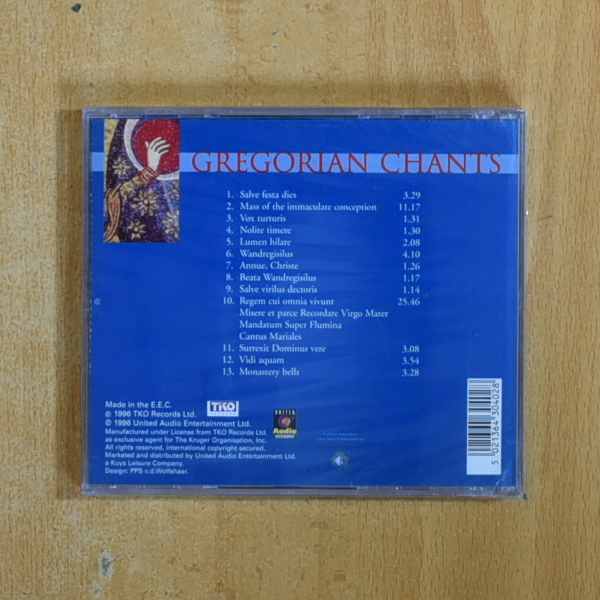 GREGORIAN CHANTS
1. Salve festa dies 3.29
2. Mass of the immaculate conception 11.17
3. Vox turturis 1.31
4. Nolite timere 1.30
5. Lumen hilare 2.08
6. Wandregisilus 4.10
7. Annue, Christe 1.26
8. Beata Wandregisilus 1.17
9. Salve virilus dectoris 1.14
10. Regem cui omnia vivunt 25.46
Misere et parce Recordare Virgo Mater
Mandatum Super Flumina
Cantus Mariales
11. Surrexit Dominus vere 3.08
12. Vidi aquam 3.54
13. Monastery bells 3.28
Made in the E.E.C.
℗ 1996 TKO Records Ltd.
© 1996 United Audio Entertainment Ltd.
Manufactured under License from TKO Records Ltd.
as exclusive agent for The Kruger Organisation, Inc.
All rights reserved, international copyright secured.
Marketed and distributed by United Audio Entertainment Ltd.
a Kuys Leisure Company.
Design: PPS v.d.Wolfshaar.
TKO
UNITED
Audio
5 021364 304028